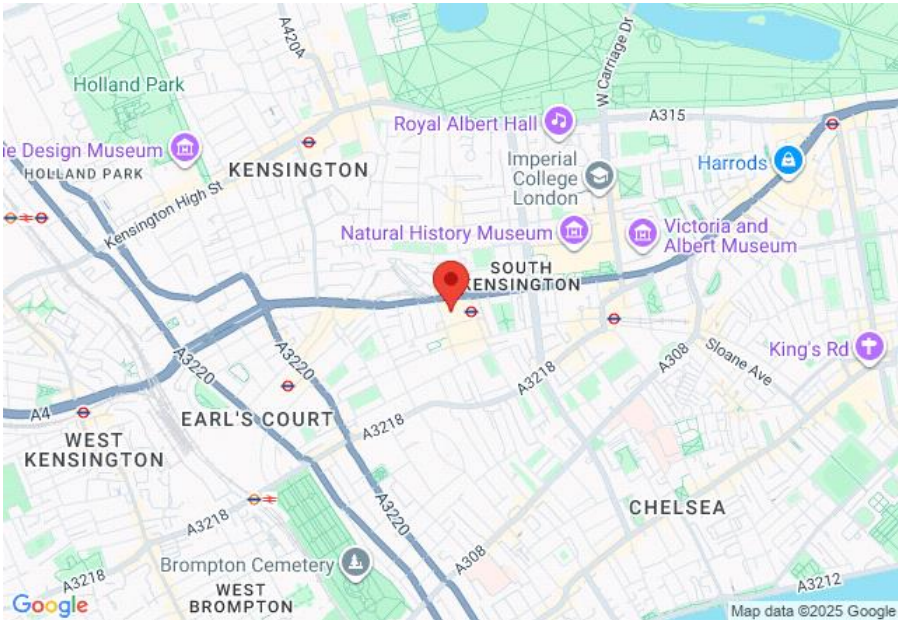 A4204
Holland Park
W Carriage Dr
Royal Albert Hall
A315
ie Design Museum
HOLLAND PARK
KENSINGTON
Imperial
College
London
Harrods
Kensington High St
Natural History Museum
Victoria and
Albert Museum
SOUTH
KENSINGTON
A3220
A3220
A308
Sloane Ave
King's Rd
A3218
A4
EARL'S COURT
A3218
WEST
KENSINGTON
A3220
A3218
CHELSEA
A308
Brompton Cemetery
A3218
WEST
BROMPTON
A3212
Google
Map data ©2025 Google